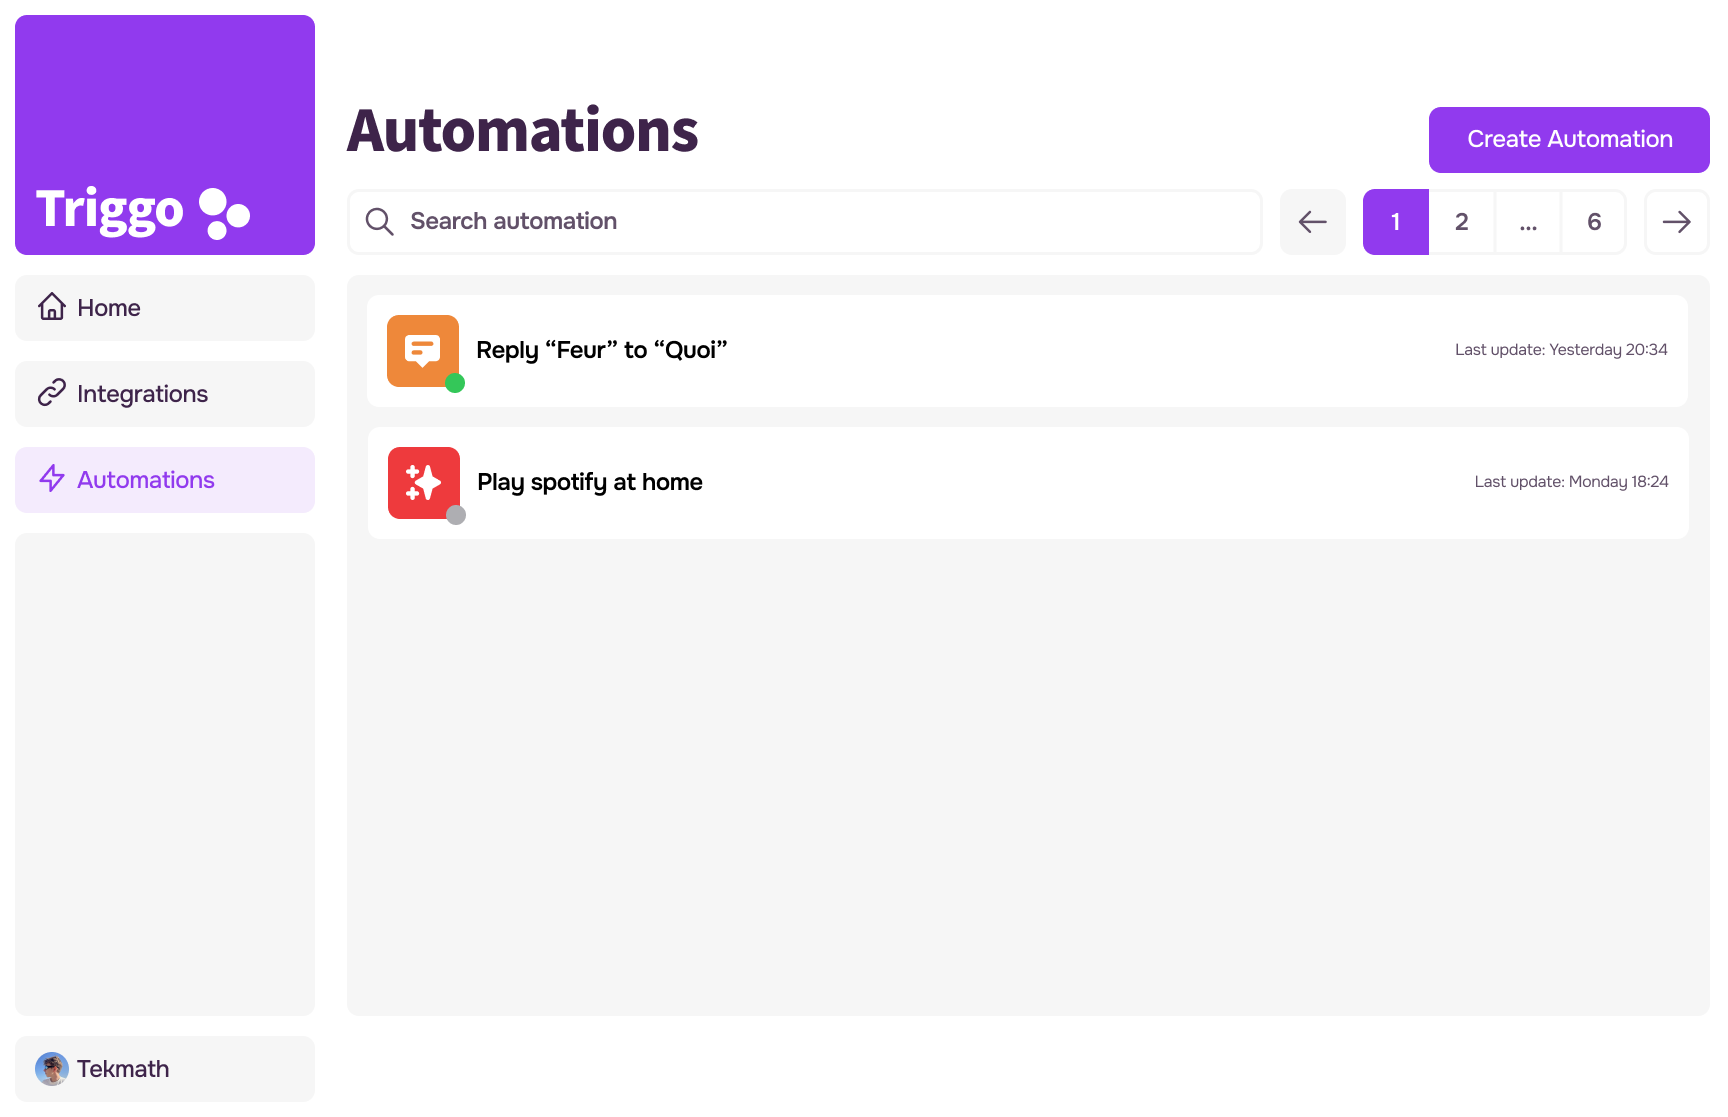 Triggo
Home
Integrations
Automations
Tekmath
Automations
Create Automation
Search automation
1
2
...
6
Reply “Feur” to “Quoi”
Last update: Yesterday 20:34
Play spotify at home
Last update: Monday 18:24